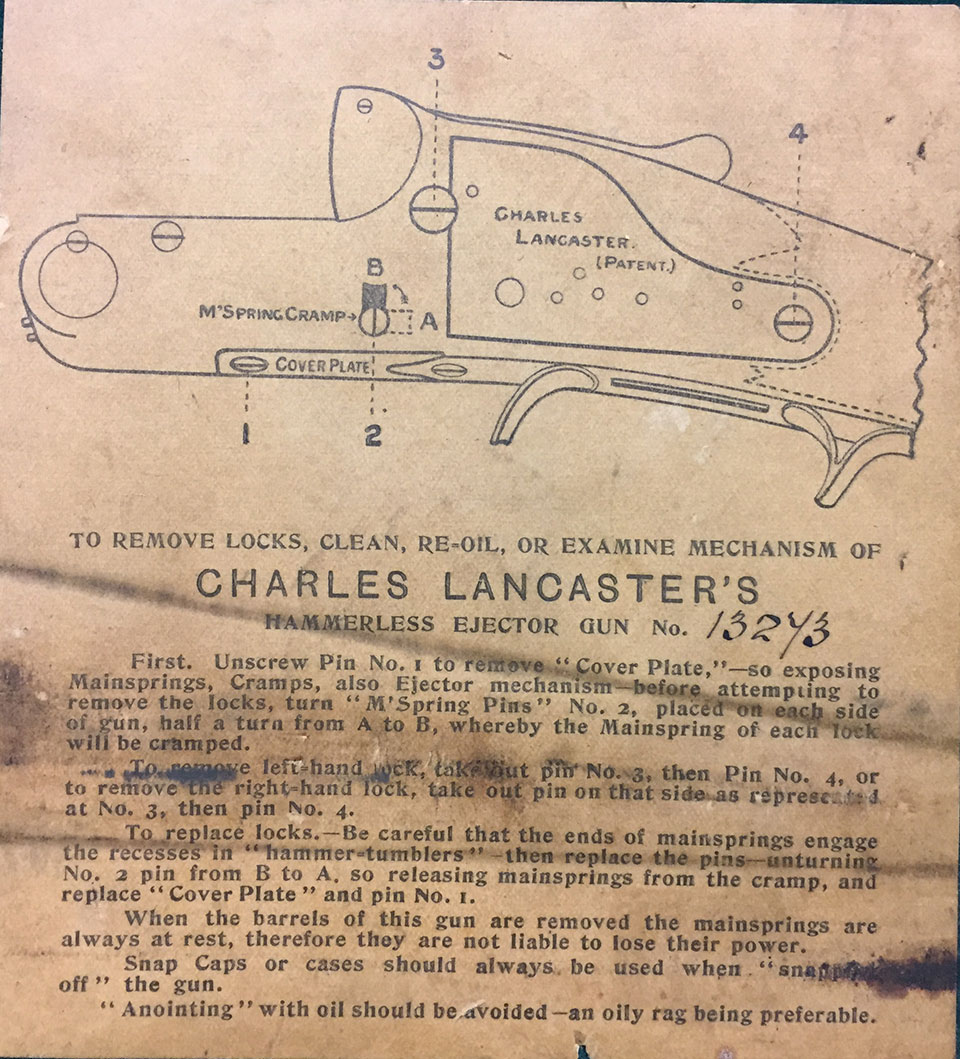 3
4
CHARLES
LANCASTER.
(PATENT.)
B
M'SPRING CRAMP→
A
COVER PLATE
1
2
TO REMOVE LOCKS, CLEAN, RE-OIL, OR EXAMINE MECHANISM OF
CHARLES LANCASTER'S
HAMMERLESS EJECTOR GUN No. 13243
First. Unscrew Pin No. 1 to remove "Cover Plate,"—so exposing
Mainsprings, Cramps, also Ejector mechanism—before attempting to
remove the locks, turn "M'Spring Pins" No. 2, placed on each side
of gun, half a turn from A to B, whereby the Mainspring of each lock
will be cramped.
To remove left-hand lock, take out pin No. 3, then Pin No. 4, or
to remove the right-hand lock, take out pin on that side as represented
at No. 3, then pin No. 4.
To replace locks.—Be careful that the ends of mainsprings engage
the recesses in "hammer-tumblers"—then replace the pins—unturning
No. 2 pin from B to A, so releasing mainsprings from the cramp, and
replace "Cover Plate" and pin No. 1.
When the barrels of this gun are removed the mainsprings are
always at rest, therefore they are not liable to lose their power.
Snap Caps or cases should always be used when
off" the gun.
"Anointing" with oil should be avoided—an oily rag being preferable.